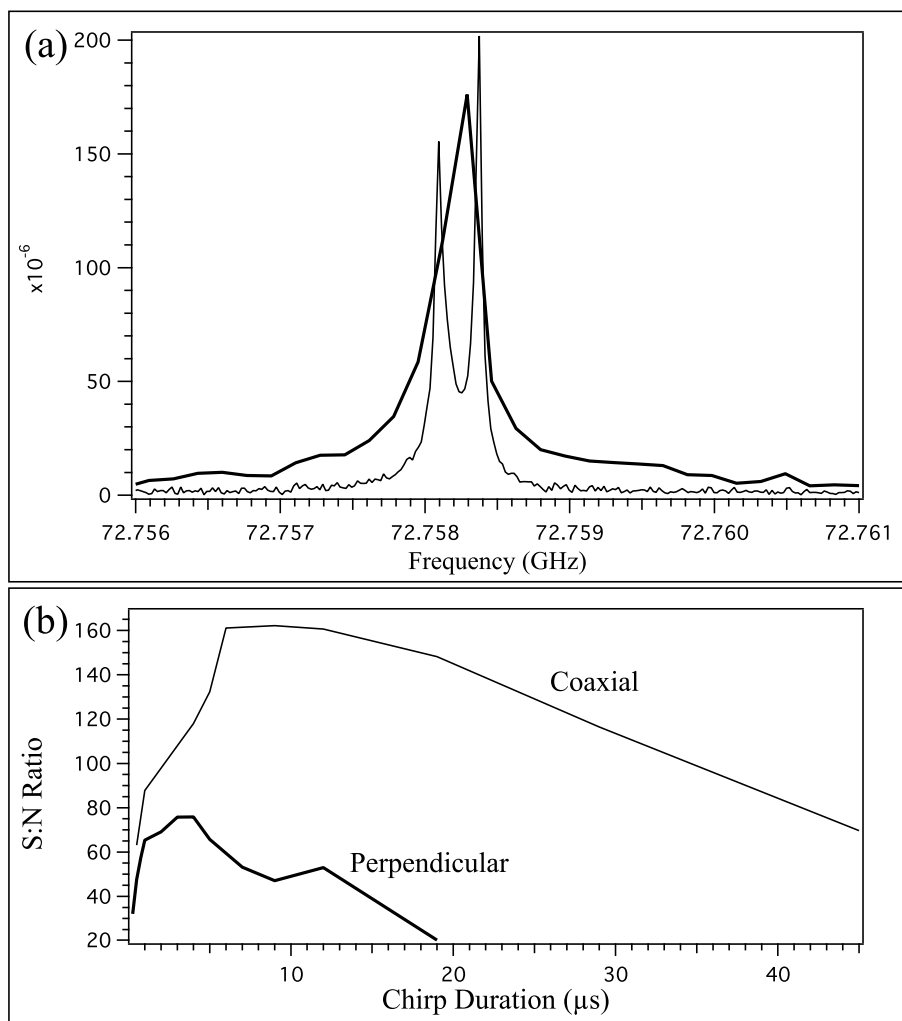 (a)
200
150
100
50
0
x10⁻⁶
72.756 72.757 72.758 72.759 72.760 72.761
Frequency (GHz)
(b)
160
140
120
100
80
60
40
20
S:N Ratio
Coaxial
Perpendicular
10 20 30 40
Chirp Duration (µs)